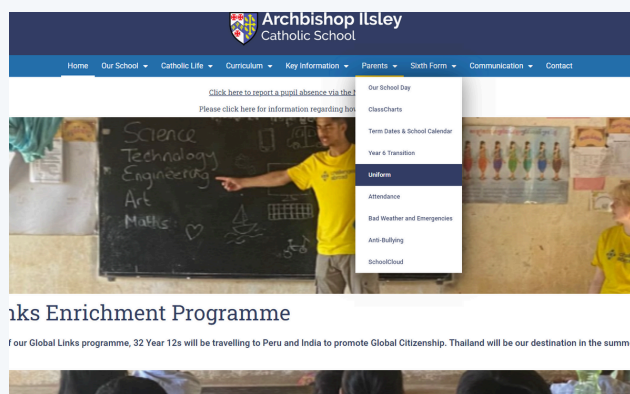 Archbishop Ilsley
Catholic School
Home Our School Catholic Life Curriculum Key Information Parents Sixth Form Communication Contact
Click here to report a pupil absence via the
Please click here for information regarding
Our School Day
ClassCharts
Term Dates & School Calendar
Year 6 Transition
Uniform
Attendance
Bad Weather and Emergencies
Anti-Bullying
SchoolCloud
Science
Technology
Engineering
Art
Maths
nks Enrichment Programme
f our Global Links programme, 32 Year 12s will be travelling to Peru and India to promote Global Citizenship. Thailand will be our destination in the summe